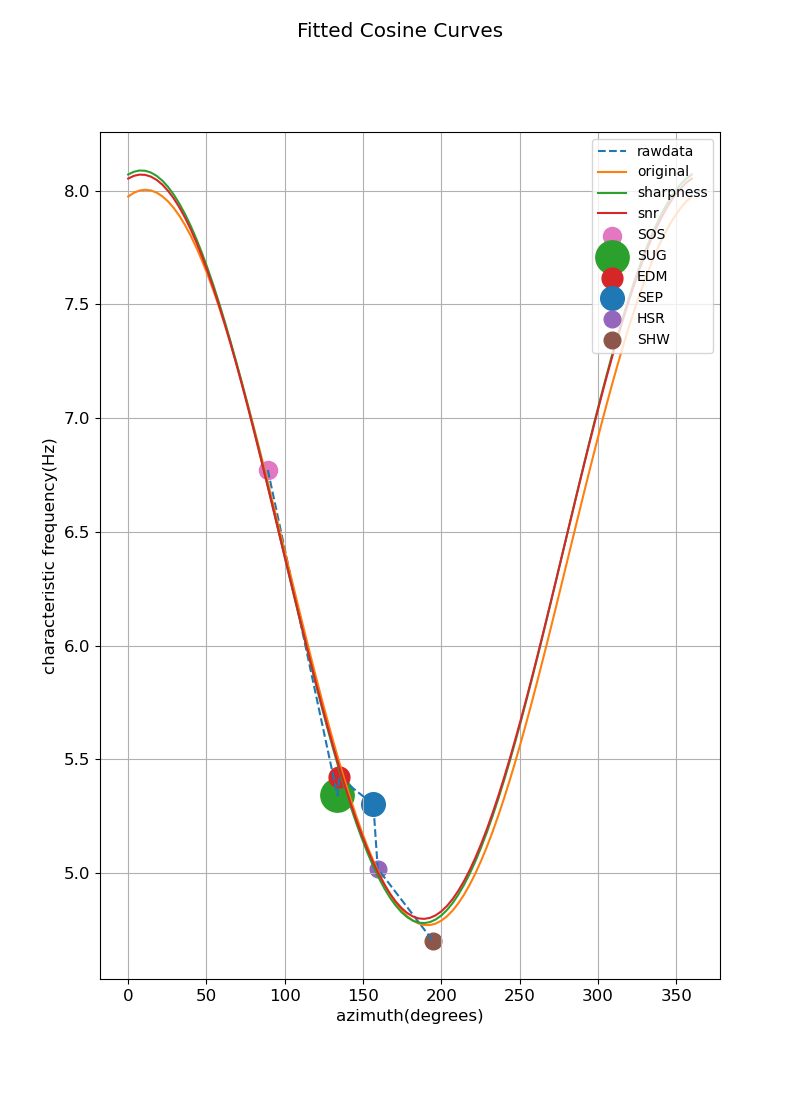 Fitted Cosine Curves
rawdata
original
sharpness
snr
SOS
SUG
EDM
SEP
HSR
SHW
characteristic frequency(Hz)
8.0
7.5
7.0
6.5
6.0
5.5
5.0
0 50 100 150 200 250 300 350
azimuth(degrees)